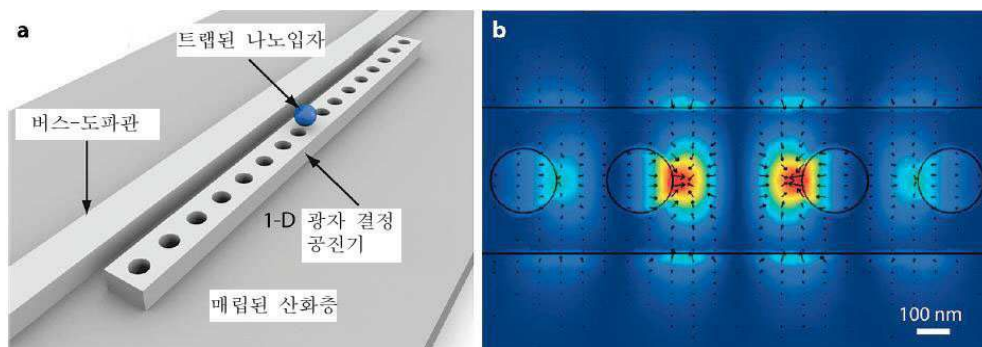 a
트랩된 나노입자
버스-도파관
1-D 광자 결정
공진기
매립된 산화층
b
100 nm